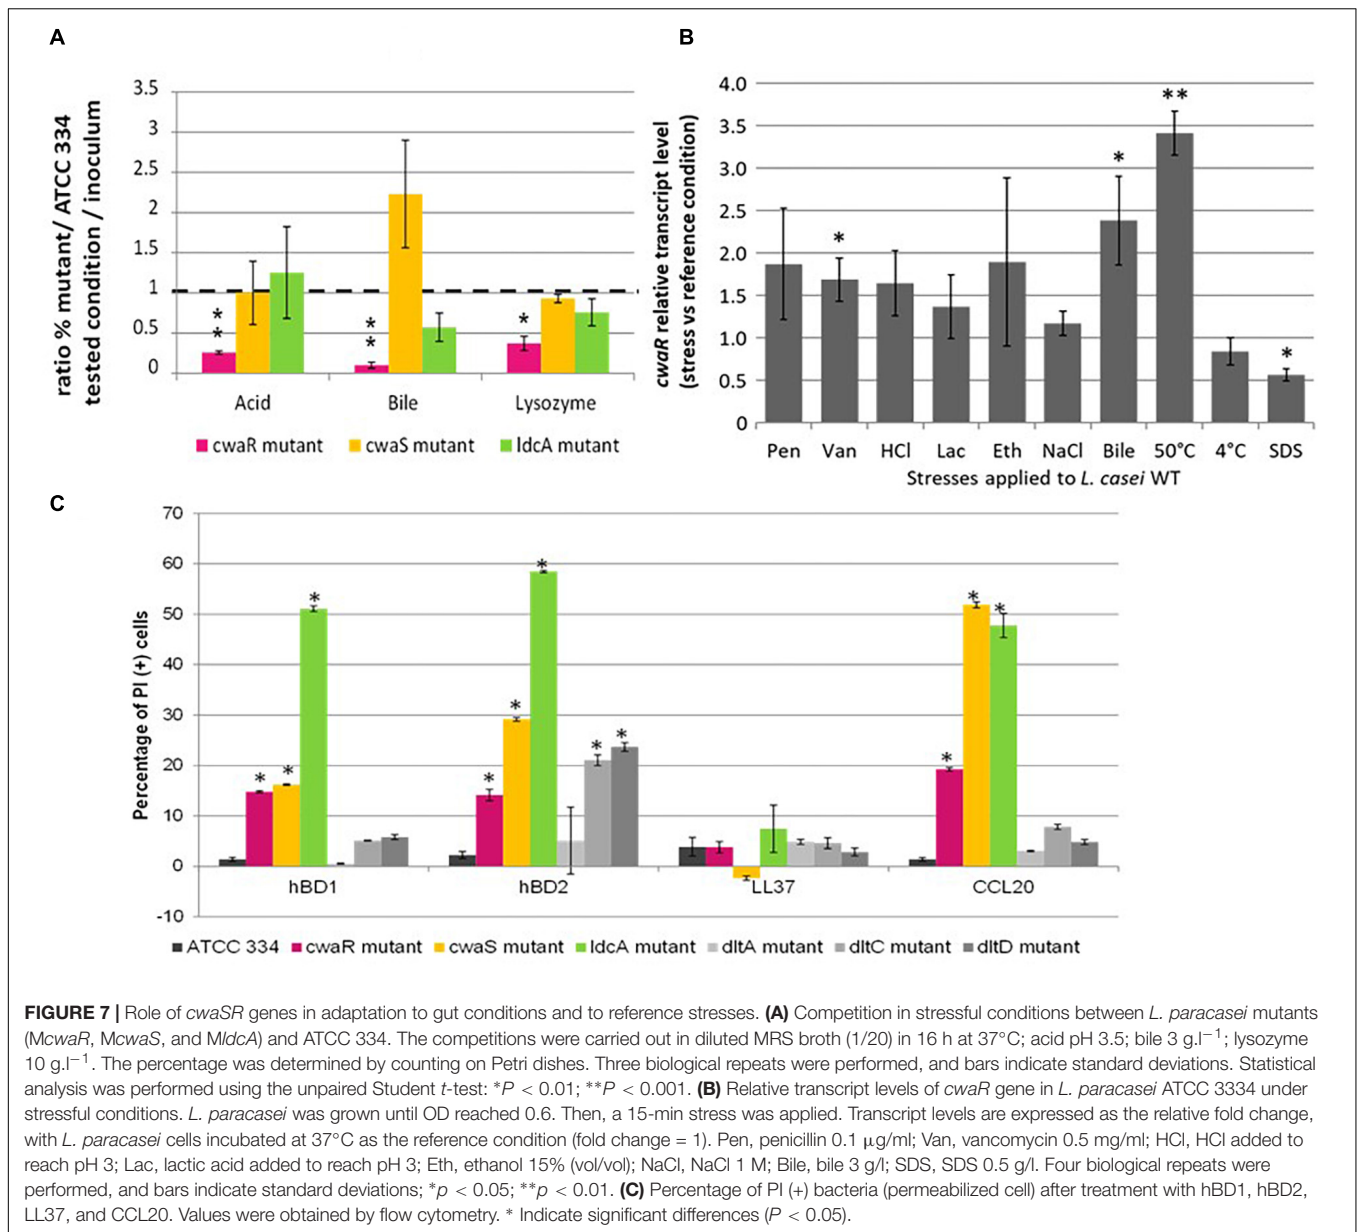 A
ratio % mutant/ ATCC 334
tested condition / inoculum
3.5
3
2.5
2
1.5
1
0.5
0
**
**
*
Acid Bile Lysozyme
cwaR mutant cwaS mutant ldcA mutant
B
cwaR relative transcript level
(stress vs reference condition)
4.0
3.5
3.0
2.5
2.0
1.5
1.0
0.5
0
*
*
**
*
Pen Van HCl Lac Eth NaCl Bile 50°C 4°C SDS
Stresses applied to L. casei WT
C
Percentage of PI (+) cells
70
60
50
40
30
20
10
0
-10
* * *
* * * * *
* * *
hBD1 hBD2 LL37 CCL20
ATCC 334 cwaR mutant cwaS mutant ldcA mutant dltA mutant dltC mutant dltD mutant
FIGURE 7 | Role of cwaSR genes in adaptation to gut conditions and to reference stresses. (A) Competition in stressful conditions between L. paracasei mutants
(McwaR, McwaS, and MldcA) and ATCC 334. The competitions were carried out in diluted MRS broth (1/20) in 16 h at 37°C; acid pH 3.5; bile 3 g.l−1; lysozyme
10 g.l−1. The percentage was determined by counting on Petri dishes. Three biological repeats were performed, and bars indicate standard deviations. Statistical
analysis was performed using the unpaired Student t-test: *P < 0.01; **P < 0.001. (B) Relative transcript levels of cwaR gene in L. paracasei ATCC 3334 under
stressful conditions. L. paracasei was grown until OD reached 0.6. Then, a 15-min stress was applied. Transcript levels are expressed as the relative fold change,
with L. paracasei cells incubated at 37°C as the reference condition (fold change = 1). Pen, penicillin 0.1 μg/ml; Van, vancomycin 0.5 mg/ml; HCl, HCl added to
reach pH 3; Lac, lactic acid added to reach pH 3; Eth, ethanol 15% (vol/vol); NaCl, NaCl 1 M; Bile, bile 3 g/l; SDS, SDS 0.5 g/l. Four biological repeats were
performed, and bars indicate standard deviations; *p < 0.05; **p < 0.01. (C) Percentage of PI (+) bacteria (permeabilized cell) after treatment with hBD1, hBD2,
LL37, and CCL20. Values were obtained by flow cytometry. * Indicate significant differences (P < 0.05).